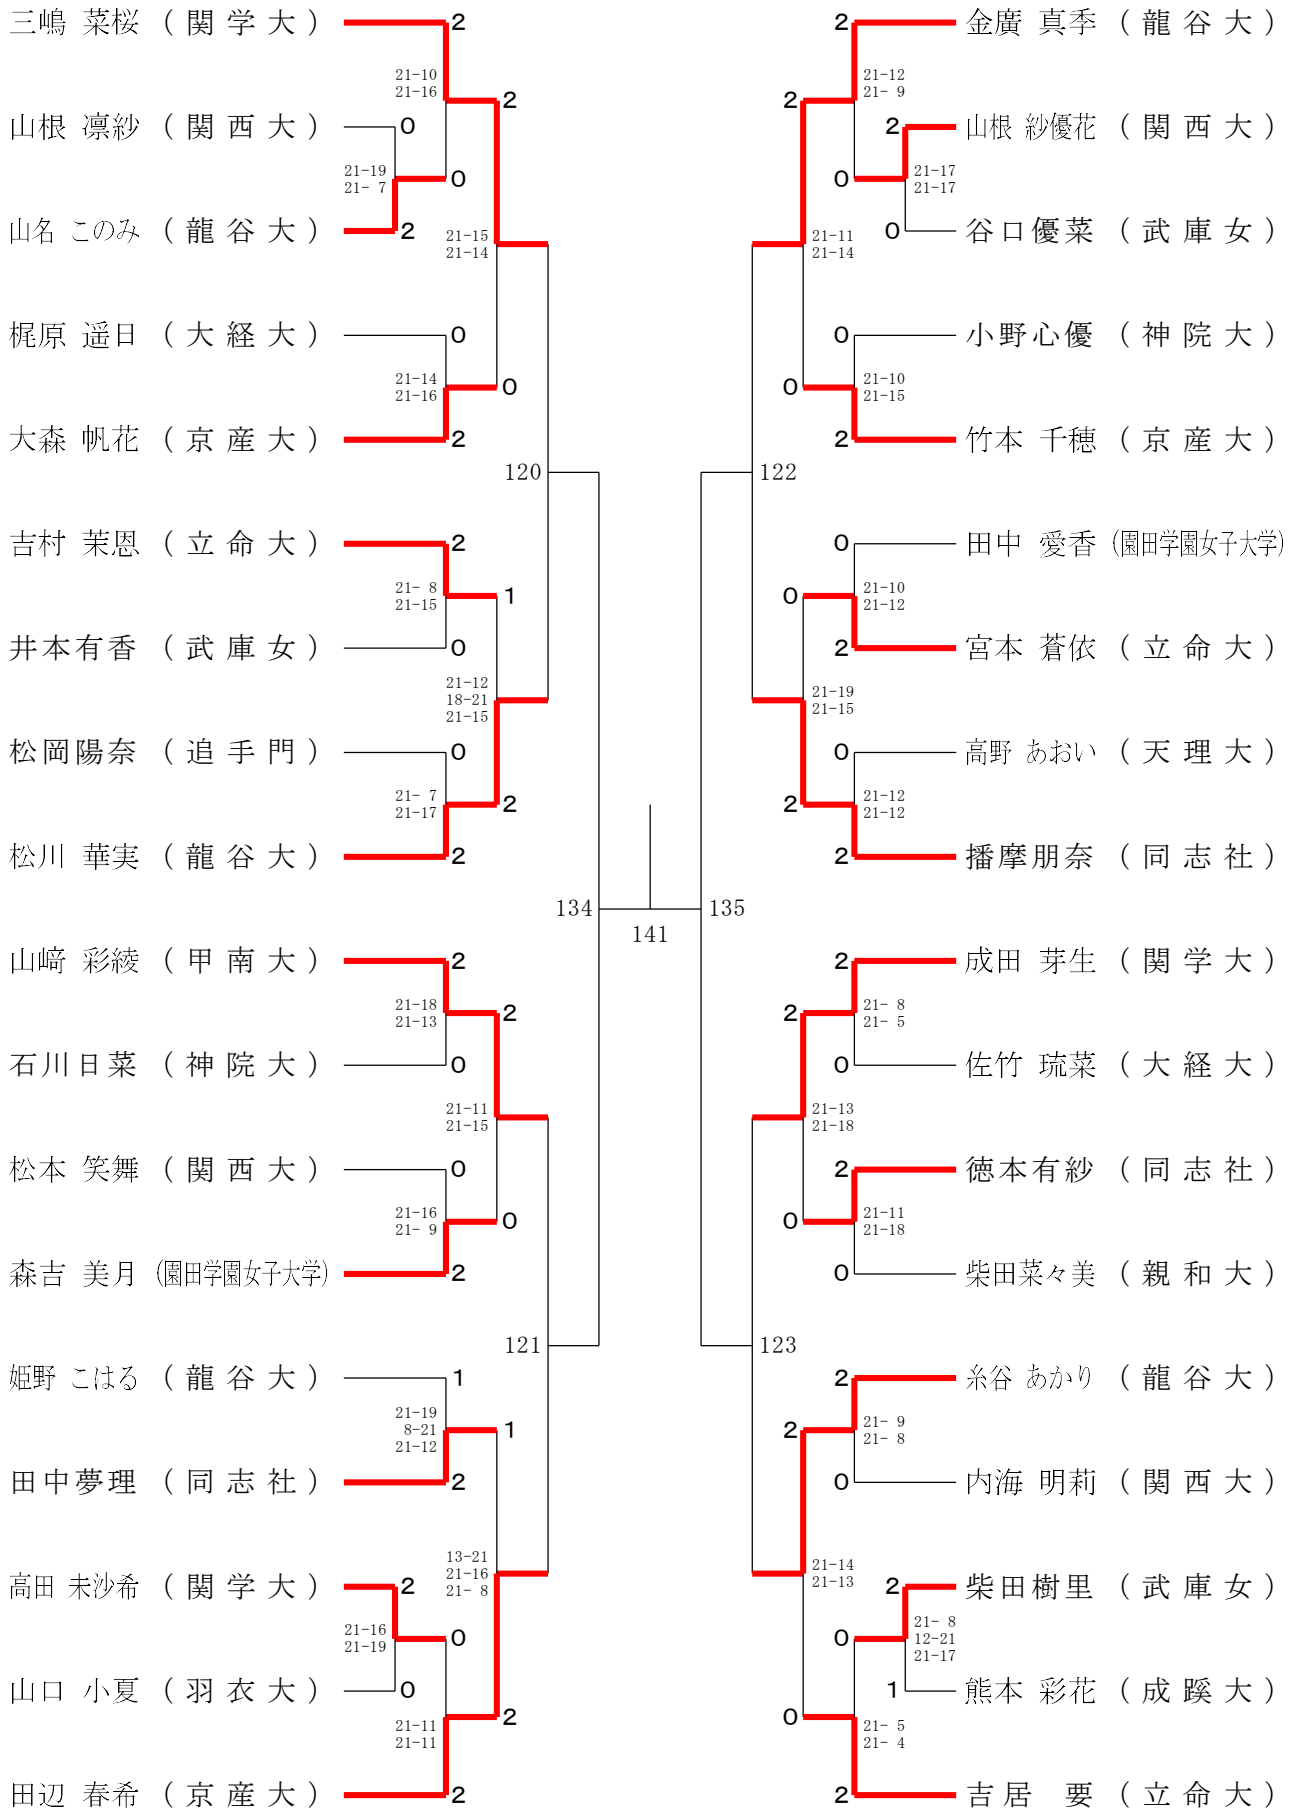 三嶋 菜桜 (関学大) 2
21-10
21-16
2
山根 凛紗 (関西大) 0
21-19
21- 7
0
山名 このみ (龍谷大) 2
21-15
21-14
梶原 遥日 (大経大) 0
21-14
21-16
0
大森 帆花 (京産大) 2
120
吉村 茉恩 (立命大) 2
21- 8
21-15
1
井本有香 (武庫女) 0
21-12
18-21
21-15
松岡陽奈 (追手門) 0
21- 7
21-17
2
松川 華実 (龍谷大) 2
134
山﨑 彩綾 (甲南大) 2
21-18
21-13
2
石川日菜 (神院大) 0
21-11
21-15
松本 笑舞 (関西大) 0
21-16
21- 9
0
森吉 美月 (園田学園女子大学) 2
121
姫野 こはる (龍谷大) 1
21-19
8-21
21-12
1
田中夢理 (同志社) 2
13-21
21-16
21- 8
高田 未沙希 (関学大) 2
21-16
21-19
0
山口 小夏 (羽衣大) 0
21-11
21-11
2
田辺 春希 (京産大) 2
141
2 金廣 真季 (龍谷大)
21-12
21- 9
2
2 山根 紗優花 (関西大)
21-17
21-17
0
0 谷口優菜 (武庫女)
21-11
21-14
0 小野心優 (神院大)
21-10
21-15
0
2 竹本 千穂 (京産大)
122
0 田中 愛香 (園田学園女子大学)
21-10
21-12
0
2 宮本 蒼依 (立命大)
21-19
21-15
0 高野 あおい (天理大)
21-12
21-12
2
2 播摩朋奈 (同志社)
135
2 成田 芽生 (関学大)
21- 8
21- 5
2
0 佐竹 琉菜 (大経大)
21-13
21-18
2 徳本有紗 (同志社)
21-11
21-18
0
0 柴田菜々美 (親和大)
123
2 糸谷 あかり (龍谷大)
21- 9
21- 8
2
0 内海 明莉 (関西大)
21-14
21-13
2 柴田樹里 (武庫女)
21- 8
12-21
21-17
0
1 熊本 彩花 (成蹊大)
21- 5
21- 4
0
2 吉居 要 (立命大)